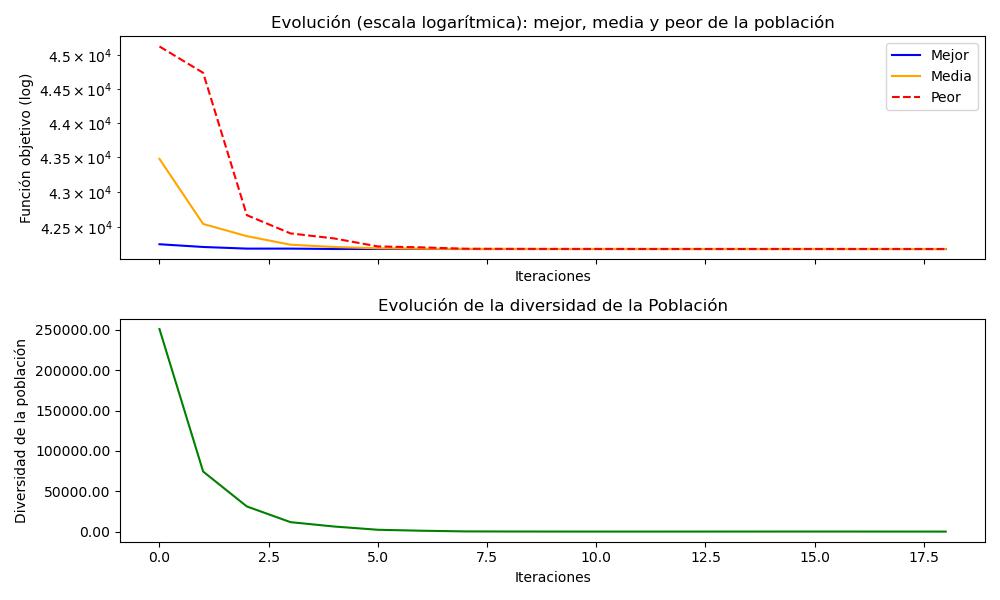 Evolución (escala logarítmica): mejor, media y peor de la población
Función objetivo (log)
4.5 × 10⁴
4.45 × 10⁴
4.4 × 10⁴
4.35 × 10⁴
4.3 × 10⁴
4.25 × 10⁴
Mejor
Media
Peor
Iteraciones
Evolución de la diversidad de la Población
Diversidad de la población
250000.00
200000.00
150000.00
100000.00
50000.00
0.00
0.0 2.5 5.0 7.5 10.0 12.5 15.0 17.5
Iteraciones